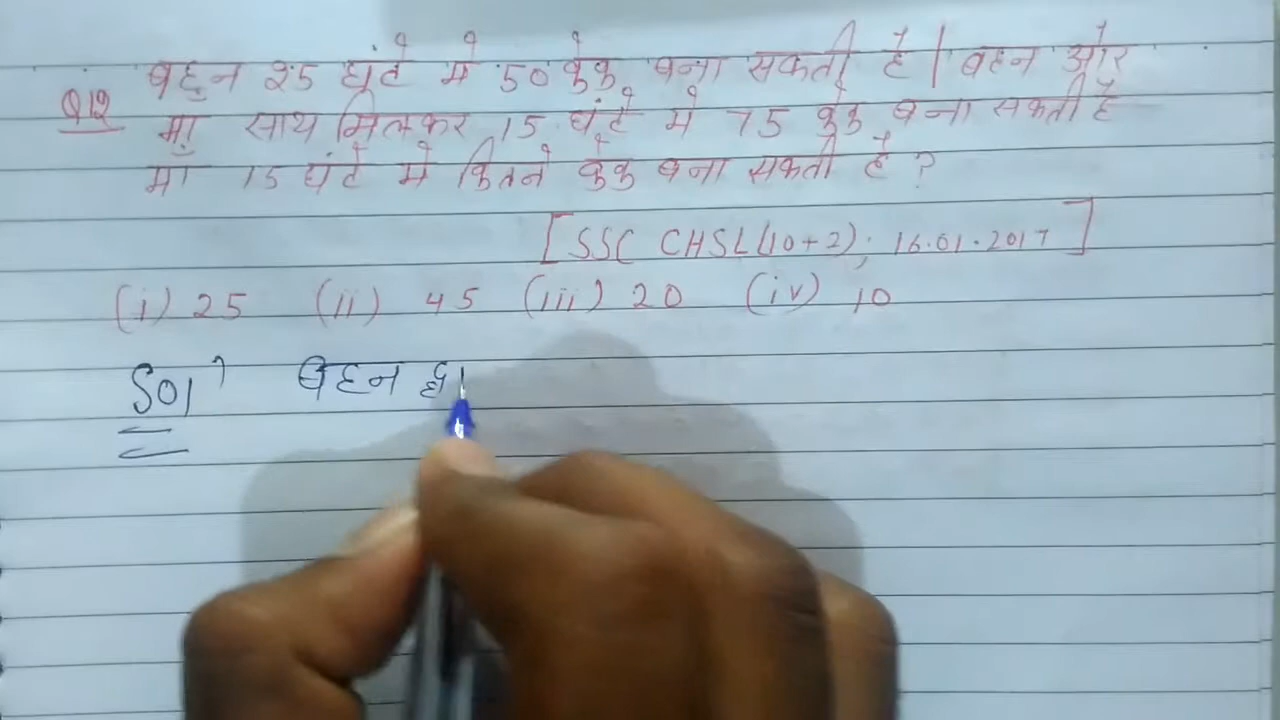 Q12 बहन 25 घंटे में 50 केक बना सकती है | बहन और
माँ साथ मिलकर 15 घंटे में 75 केक बना सकती है
माँ 15 घंटे में कितने केक बना सकती है ?
[SSC CHSL (10+2); 16.01.2017]
(i) 25 (ii) 45 (iii) 20 (iv) 10
Sol बहन द्वा